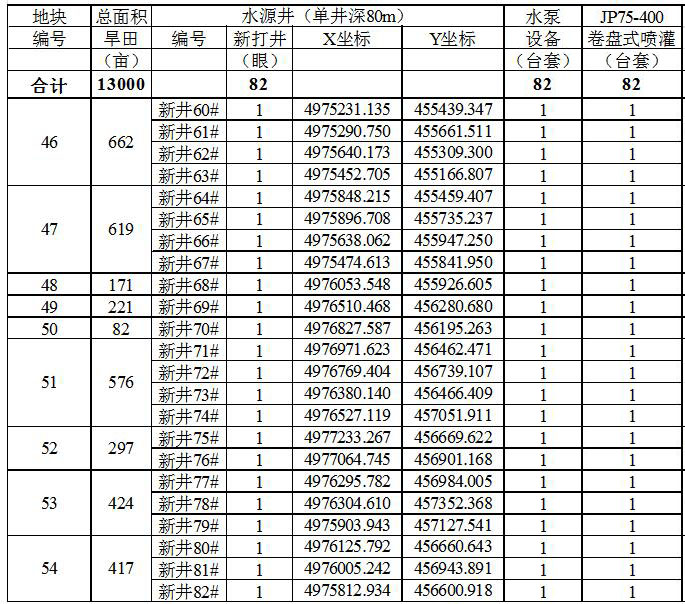 地块 总面积 水源井（单井深80m） 水泵 JP75-400
编号 旱田 编号 新打井 X坐标 Y坐标 设备 卷盘式喷灌
（亩） （眼） （台套） （台套）
合计 13000 82 82 82
新井60# 1 4975231.135 455439.347 1 1
新井61# 1 4975290.750 455661.511 1 1
46 662
新井62# 1 4975640.173 455309.300 1 1
新井63# 1 4975452.705 455166.807 1 1
新井64# 1 4975848.215 455459.407 1 1
新井65# 1 4975896.708 455735.237 1 1
47 619
新井66# 1 4975638.062 455947.250 1 1
新井67# 1 4975474.613 455841.950 1 1
48 171 新井68# 1 4976053.548 455926.605 1 1
49 221 新井69# 1 4976510.468 456280.680 1 1
50 82 新井70# 1 4976827.587 456195.263 1 1
新井71# 1 4976971.623 456462.471 1 1
新井72# 1 4976769.404 456739.107 1 1
51 576
新井73# 1 4976380.140 456466.409 1 1
新井74# 1 4976527.119 457051.911 1 1
新井75# 1 4977233.267 456669.622 1 1
52 297
新井76# 1 4977064.745 456901.168 1 1
新井77# 1 4976295.782 456984.005 1 1
53 424 新井78# 1 4976304.610 457352.368 1 1
新井79# 1 4975903.943 457127.541 1 1
新井80# 1 4976125.792 456660.643 1 1
54 417 新井81# 1 4976005.242 456943.891 1 1
新井82# 1 4975812.934 456600.918 1 1